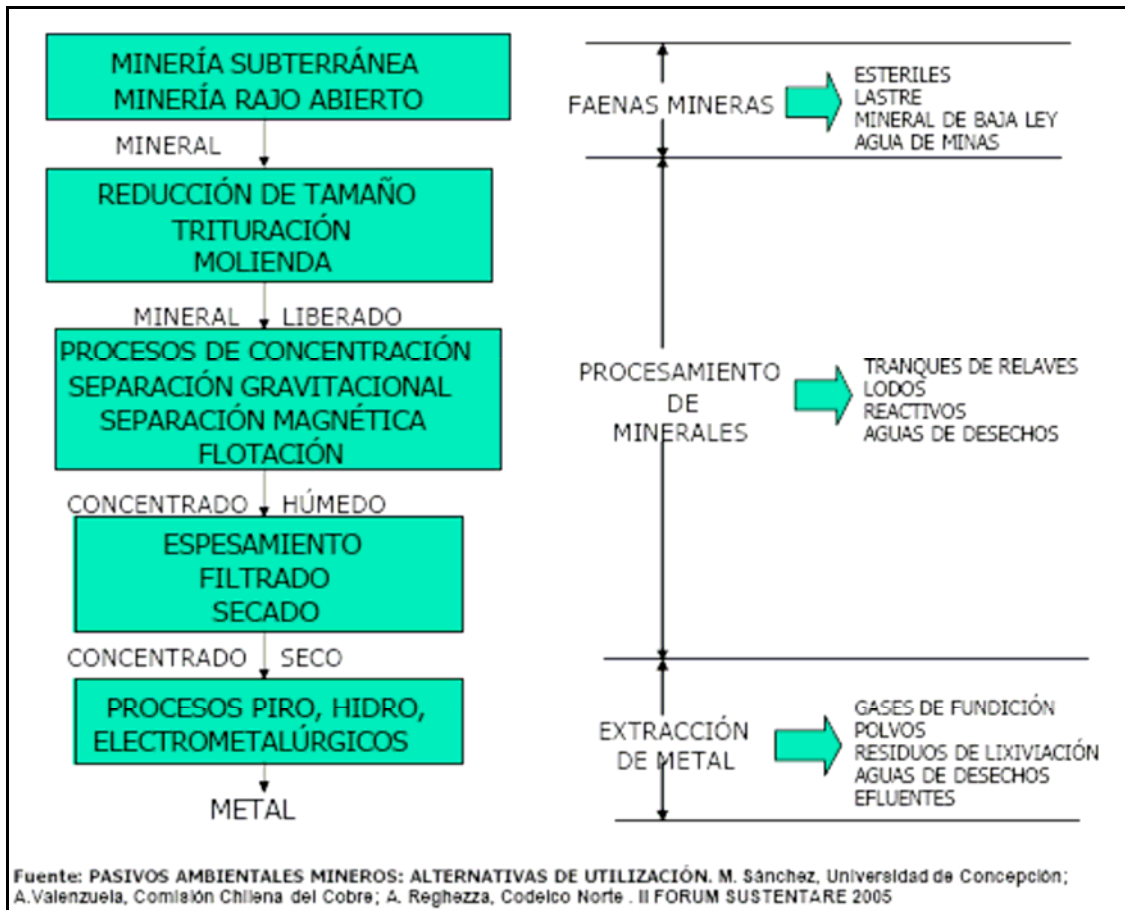 MINERÍA SUBTERRÁNEA
MINERÍA RAJO ABIERTO
MINERAL
REDUCCIÓN DE TAMAÑO
TRITURACIÓN
MOLIENDA
MINERAL LIBERADO
PROCESOS DE CONCENTRACIÓN
SEPARACIÓN GRAVITACIONAL
SEPARACIÓN MAGNÉTICA
FLOTACIÓN
CONCENTRADO HÚMEDO
ESPESAMIENTO
FILTRADO
SECADO
CONCENTRADO SECO
PROCESOS PIRO, HIDRO,
ELECTROMETALÚRGICOS
METAL
FAENAS MINERAS
ESTERILES
LASTRE
MINERAL DE BAJA LEY
AGUA DE MINAS
PROCESAMIENTO
DE
MINERALES
TRANQUES DE RELAVES
LODOS
REACTIVOS
AGUAS DE DESECHOS
EXTRACCIÓN
DE METAL
GASES DE FUNDICIÓN
POLVOS
RESIDUOS DE LIXIVIACIÓN
AGUAS DE DESECHOS
EFLUENTES
Fuente: PASIVOS AMBIENTALES MINEROS: ALTERNATIVAS DE UTILIZACIÓN. M. Sánchez, Universidad de Concepción;
A.Valenzuela, Comisión Chilena del Cobre; A. Reghezza, Codelco Norte . II FORUM SUSTENTARE 2005